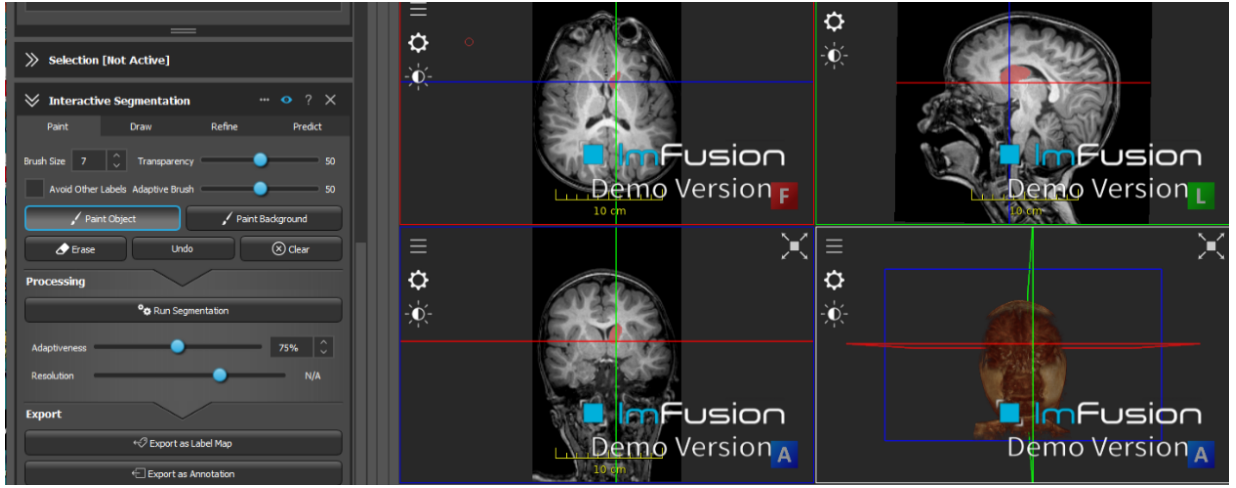 Selection [Not Active]
Interactive Segmentation ... ?
Paint Draw Refine Predict
Brush Size 7 Transparency 50
Avoid Other Labels Adaptive Brush 50
Paint Object Paint Background
Erase Undo Clear
Processing
Run Segmentation
Adaptiveness 75%
Resolution N/A
Export
Export as Label Map
Export as Annotation
ImFusion
Demo Version F
10 cm
ImFusion
Demo Version L
10 cm
ImFusion
Demo Version A
10 cm
ImFusion
Demo Version A